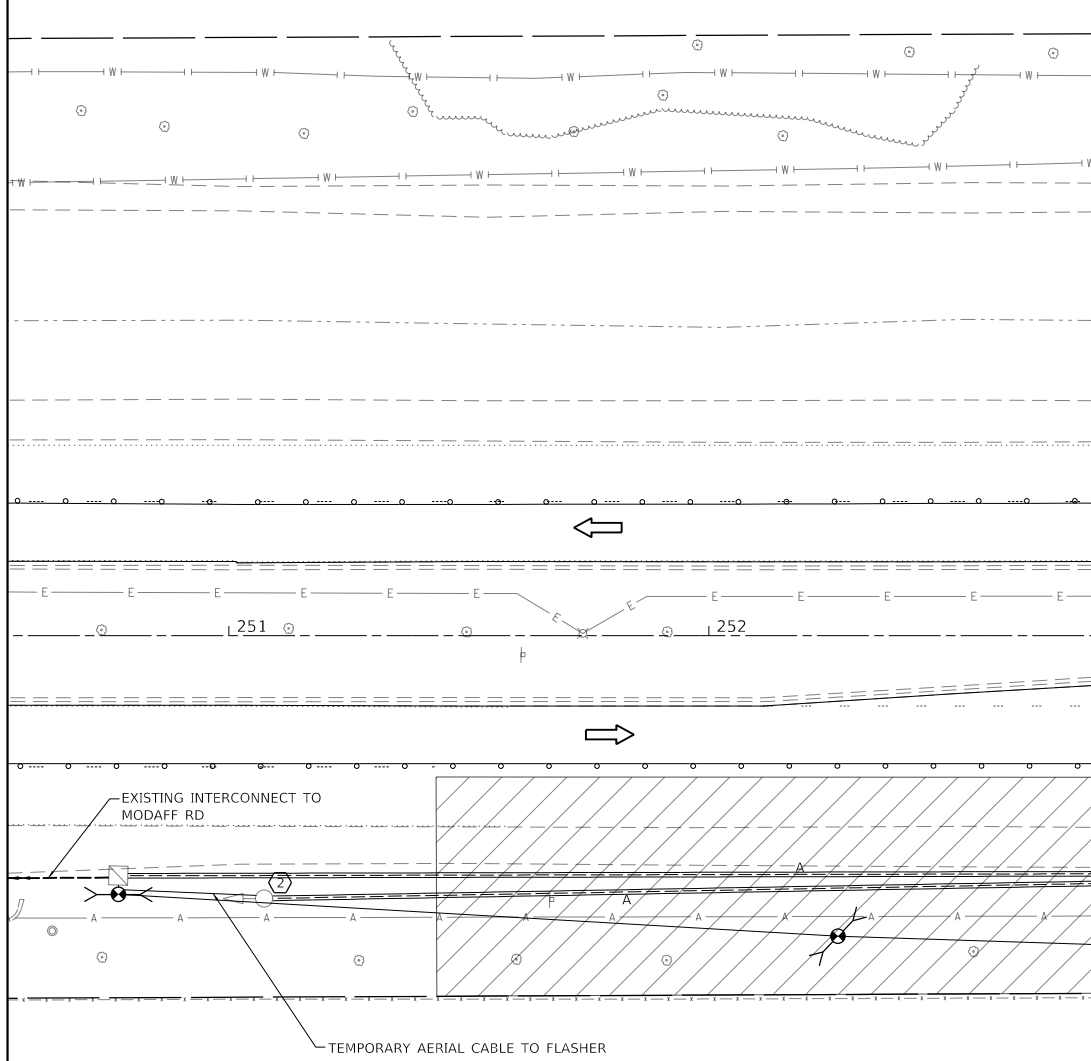 W W W W W W W
W W W W W W W W
E E E E E E E E E E E E E
251 252
EXISTING INTERCONNECT TO
MODAFF RD
A
2
A
A A A A A A A A A A A A
TEMPORARY AERIAL CABLE TO FLASHER